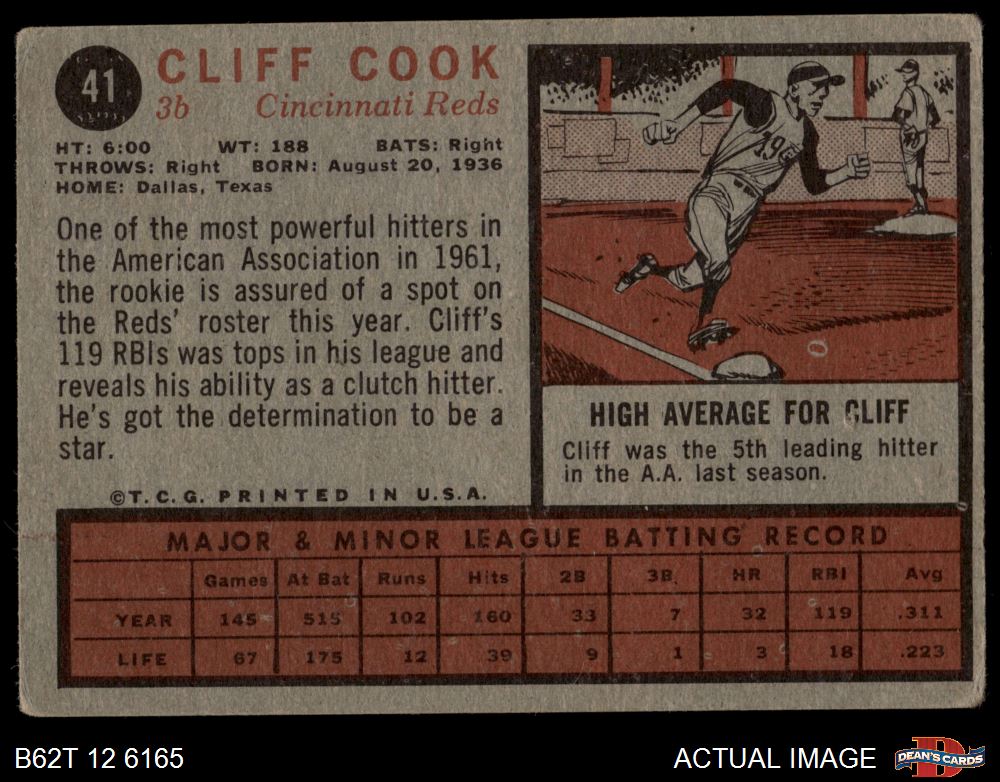 41
CLIFF COOK
3b Cincinnati Reds
HT: 6:00 WT: 188 BATS: Right
THROWS: Right BORN: August 20, 1936
HOME: Dallas, Texas
One of the most powerful hitters in
the American Association in 1961,
the rookie is assured of a spot on
the Reds' roster this year. Cliff's
119 RBIs was tops in his league and
reveals his ability as a clutch hitter.
He's got the determination to be a
star.
©T.C.G. PRINTED IN U.S.A.
19
HIGH AVERAGE FOR CLIFF
Cliff was the 5th leading hitter
in the A.A. last season.
MAJOR & MINOR LEAGUE BATTING RECORD
Games At Bat Runs Hits 2B 3B HR RBI Avg
YEAR 145 515 102 160 33 7 32 119 .311
LIFE 67 175 12 39 9 1 3 18 .223
B62T 12 6165
ACTUAL IMAGE
D
DEAN'S CARDS